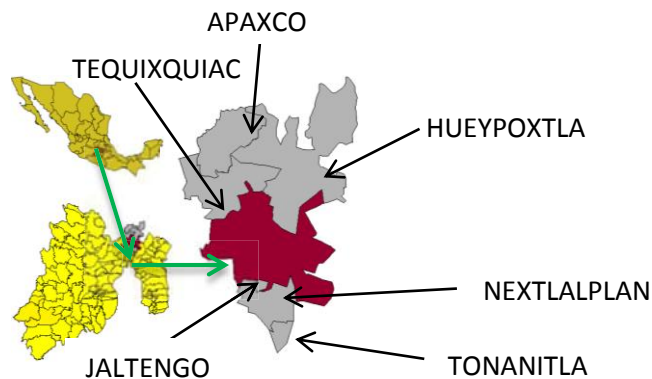 APAXCO
TEQUIXQUIAC
HUEYPOXTLA
NEXTLALPLAN
JALTENGO
TONANITLA